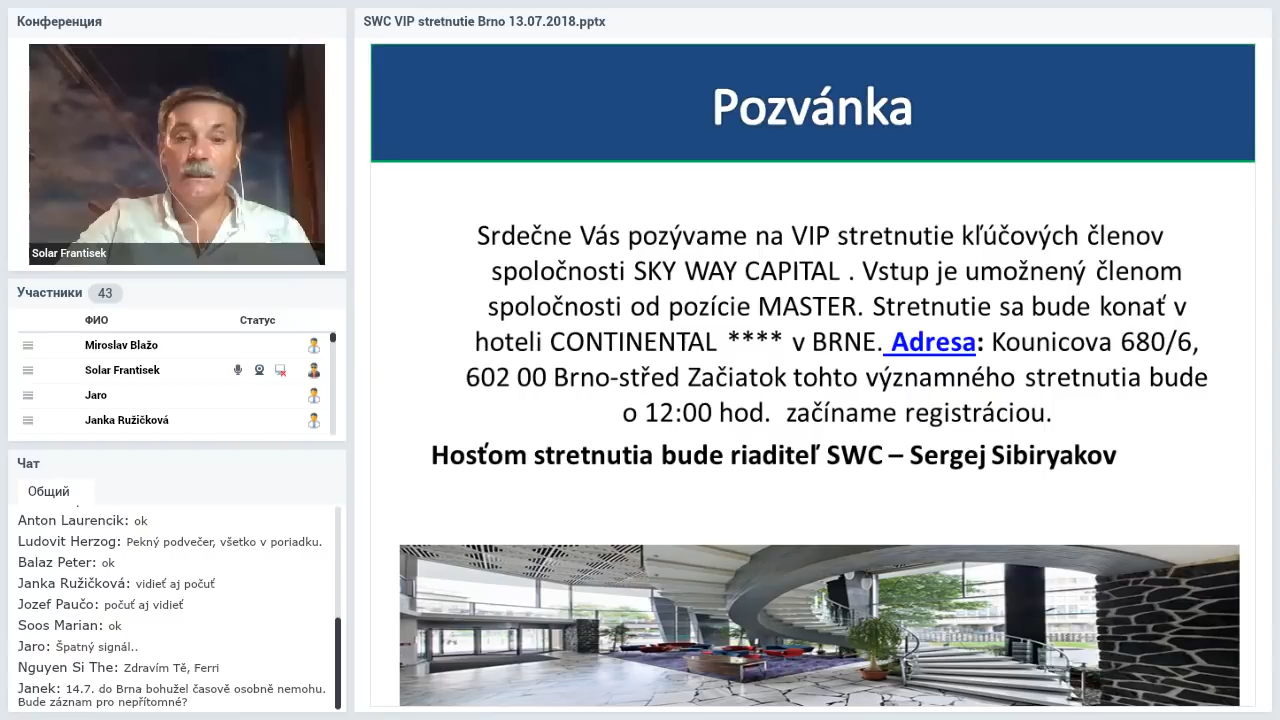 Конференция
Solar Frantisek
Участники 43
ФИО Статус
Miroslav Blažo
Solar Frantisek
Jaro
Janka Ružičková
Чат
Общий
Anton Laurencik: ok
Ludovit Herzog: Pekný podvečer, všetko v poriadku.
Balaz Peter: ok
Janka Ružičková: vidieť aj počuť
Jozef Paučo: počuť aj vidieť
Soos Marian: ok
Jaro: Špatný signál..
Nguyen Si The: Zdravím Tě, Ferri
Janek: 14.7. do Brna bohužel časově osobně nemohu.
Bude záznam pro nepřítomné?
SWC VIP stretnutie Brno 13.07.2018.pptx
Pozvánka
Srdečne Vás pozývame na VIP stretnutie kľúčových členov
spoločnosti SKY WAY CAPITAL . Vstup je umožnený členom
spoločnosti od pozície MASTER. Stretnutie sa bude konať v
hoteli CONTINENTAL **** v BRNE. Adresa: Kounicova 680/6,
602 00 Brno-střed Začiatok tohto významného stretnutia bude
o 12:00 hod. začíname registráciou.
Hosťom stretnutia bude riaditeľ SWC – Sergej Sibiryakov